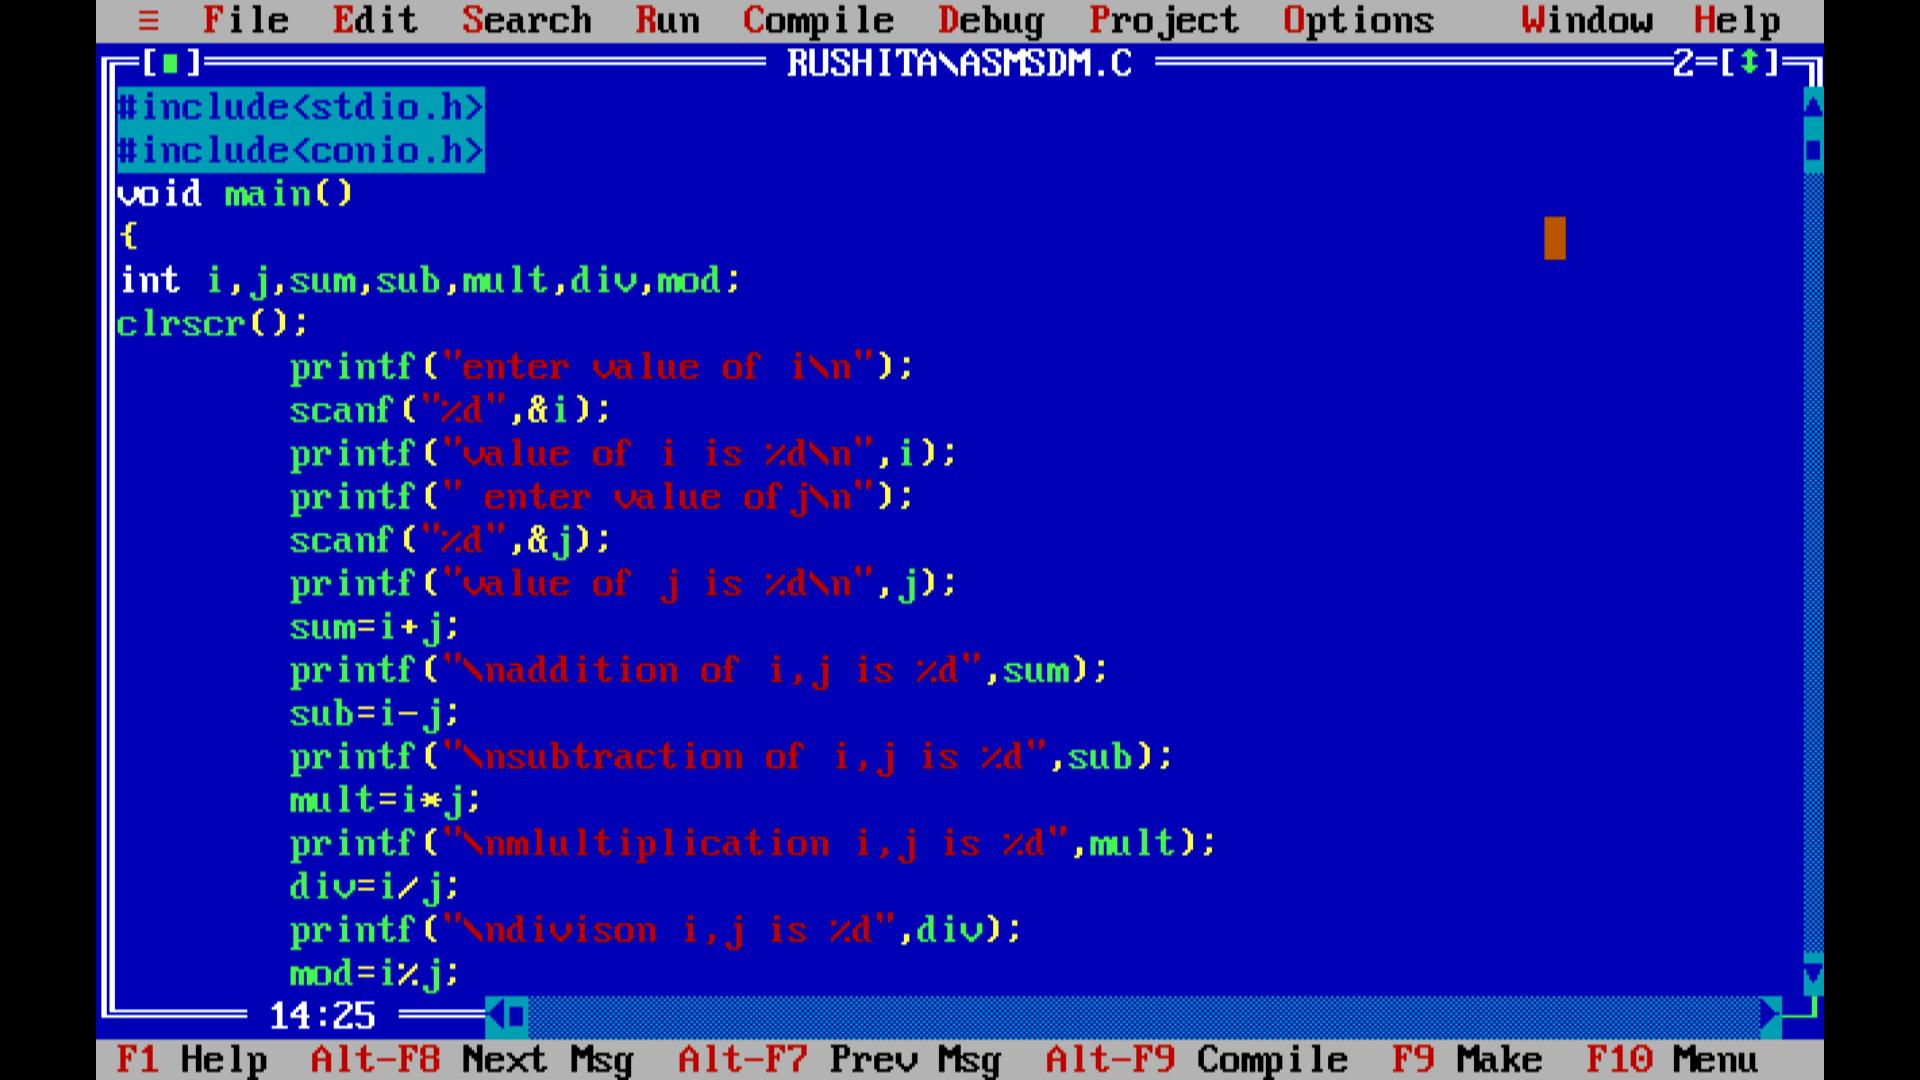 ≡ File Edit Search Run Compile Debug Project Options Window Help
[■] RUSHITA\ASMSDM.C 2=[↕]
#include<stdio.h>
#include<conio.h>
void main()
{
int i,j,sum,sub,mult,div,mod;
clrscr();
printf("enter value of i\n");
scanf("%d",&i);
printf("value of i is %d\n",i);
printf(" enter value ofj\n");
scanf("%d",&j);
printf("value of j is %d\n",j);
sum=i+j;
printf("\naddition of i,j is %d",sum);
sub=i-j;
printf("\nsubtraction of i,j is %d",sub);
mult=i*j;
printf("\nmlultiplication i,j is %d",mult);
div=i/j;
printf("\ndivison i,j is %d",div);
mod=i%j;
14:25
F1 Help Alt-F8 Next Msg Alt-F7 Prev Msg Alt-F9 Compile F9 Make F10 Menu